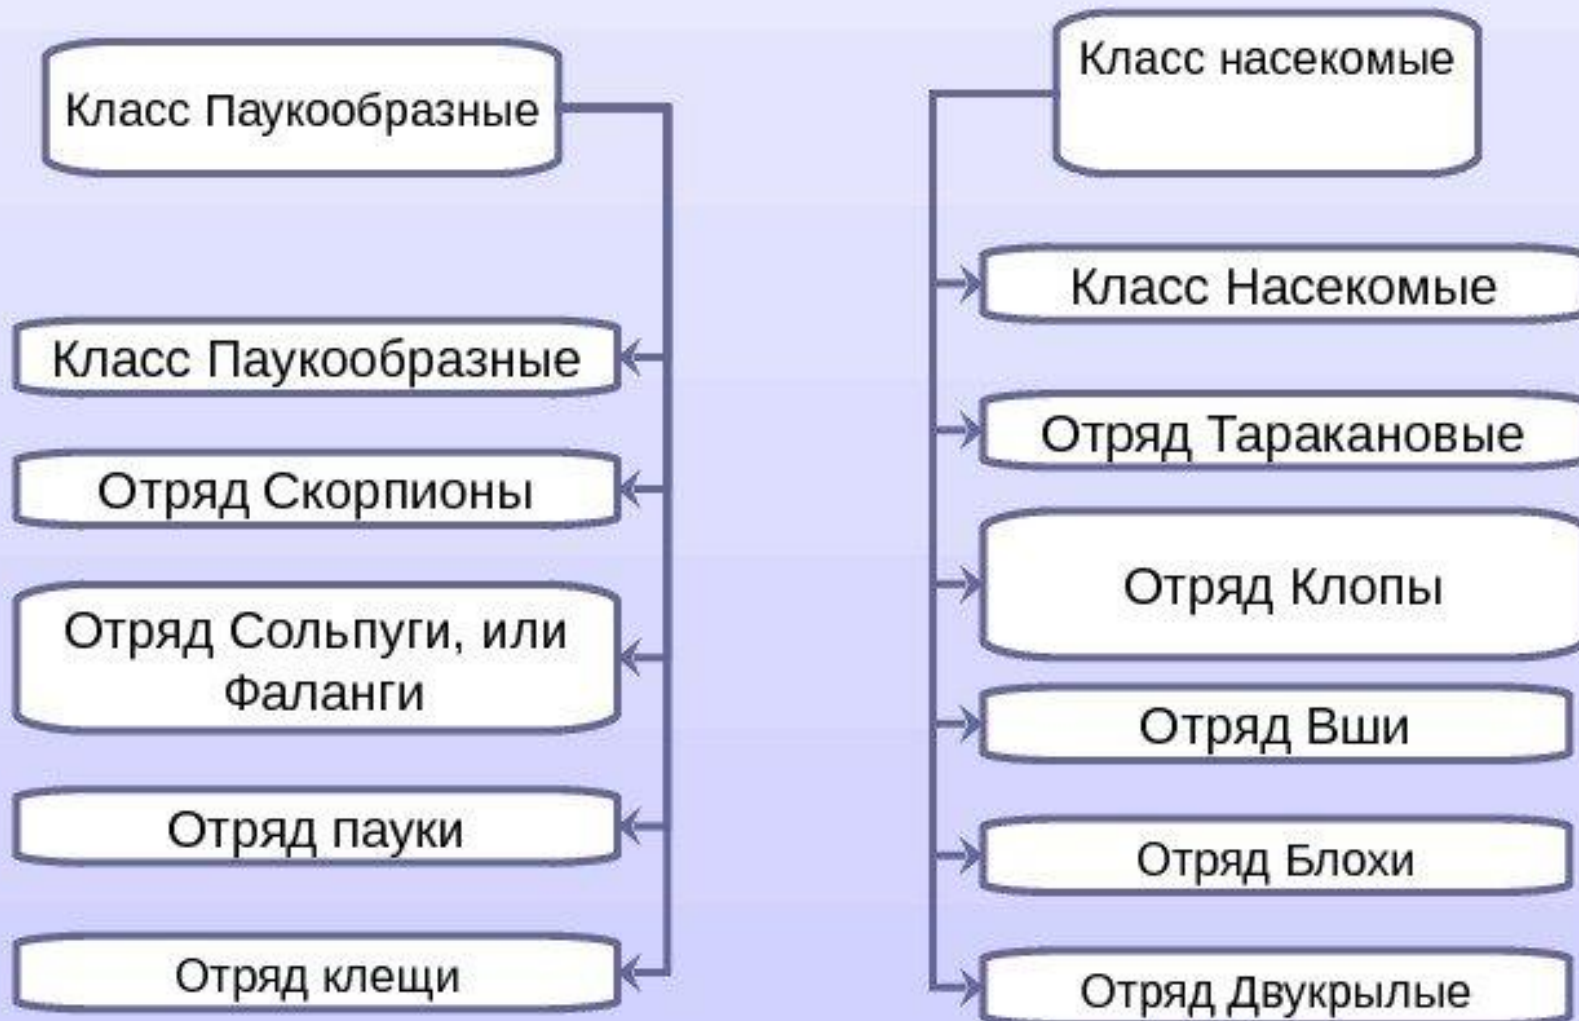 Класс Паукообразные
Класс Паукообразные
Отряд Скорпионы
Отряд Сольпуги, или
Фаланги
Отряд пауки
Отряд клещи
Класс насекомые
Класс Насекомые
Отряд Таракановые
Отряд Клопы
Отряд Вши
Отряд Блохи
Отряд Двукрылые